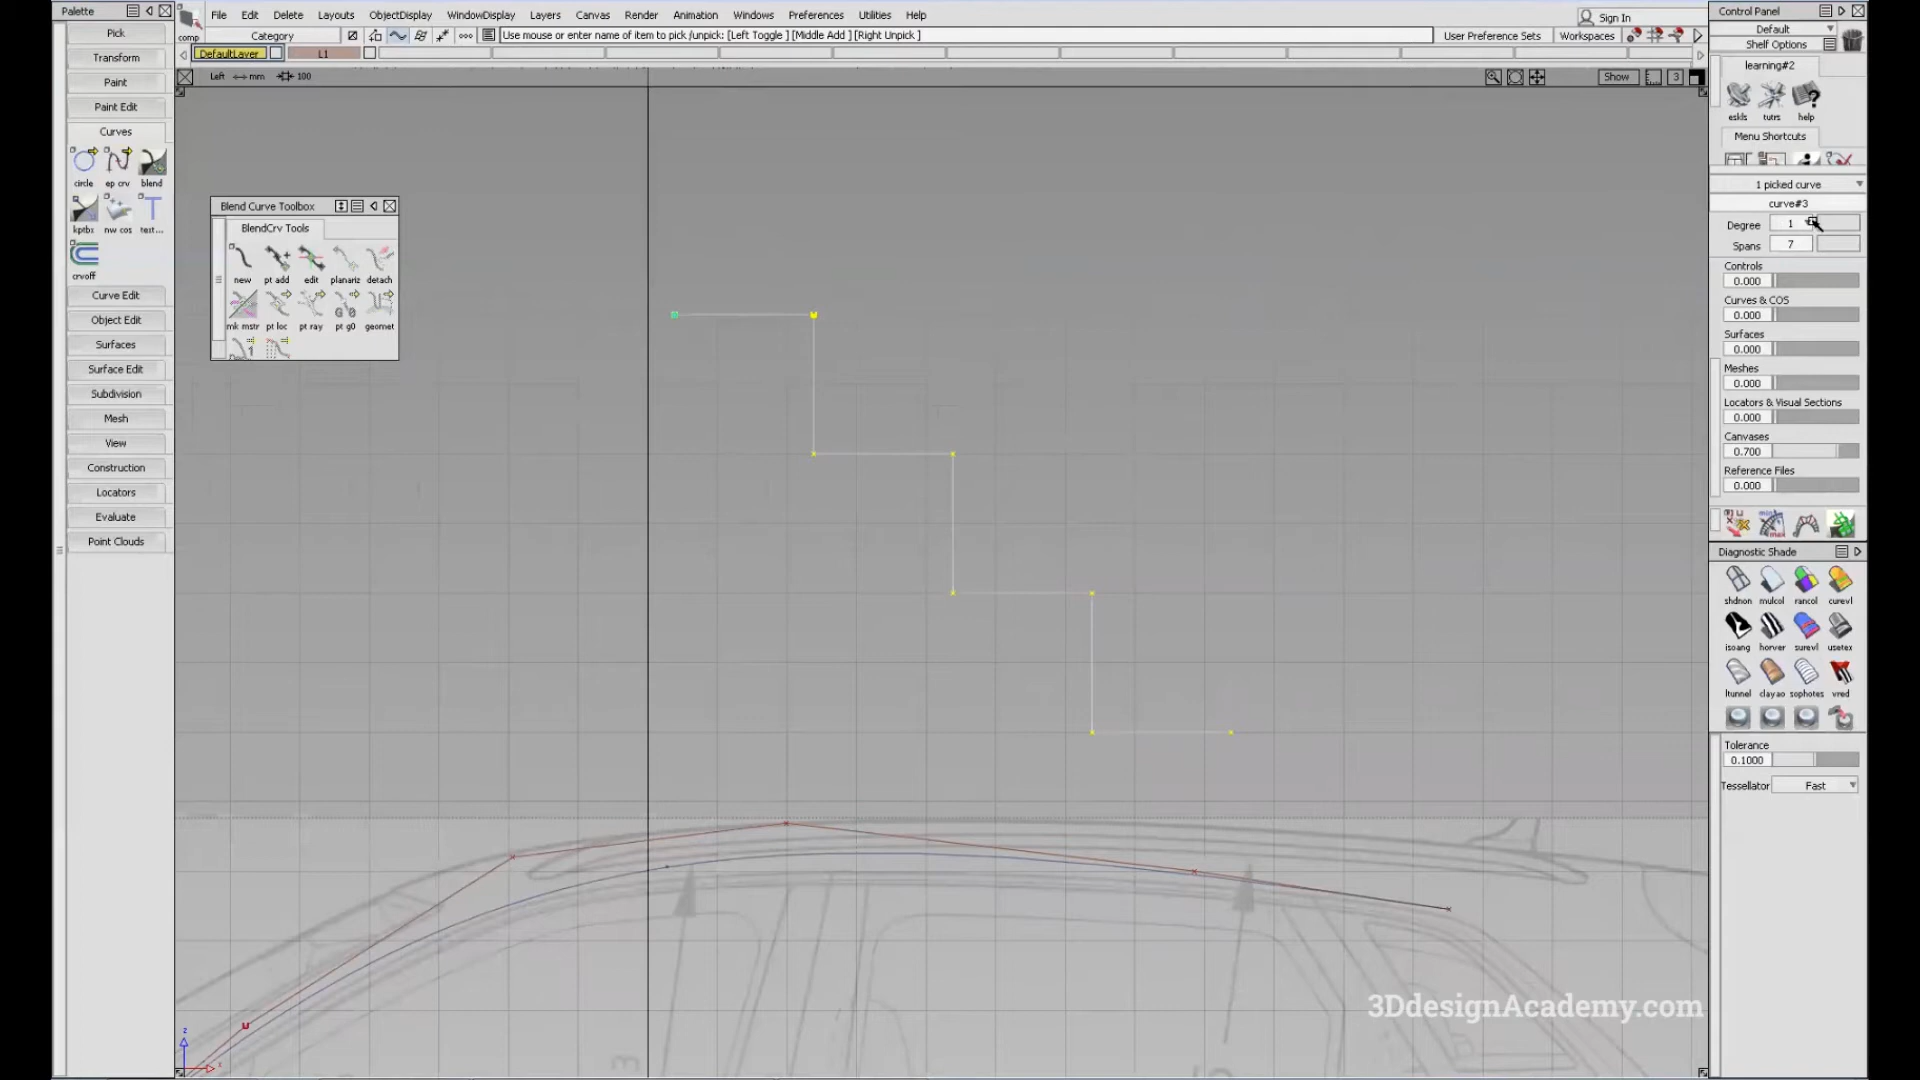 Palette
Pick
Transform
Paint
Paint Edit
Curves
circle ep crv blend
kptbx nw cos text...
crvoff
Curve Edit
Object Edit
Surfaces
Surface Edit
Subdivision
Mesh
View
Construction
Locators
Evaluate
Point Clouds
File Edit Delete Layouts ObjectDisplay WindowDisplay Layers Canvas Render Animation Windows Preferences Utilities Help
Sign In
comp
Category
Use mouse or enter name of item to pick /unpick: [Left Toggle ] [Middle Add ] [Right Unpick ]
User Preference Sets
Workspaces
DefaultLayer
L1
Left mm 100
Show
3
Blend Curve Toolbox
BlendCrv Tools
new pt add edit planariz detach
mk mstr pt loc pt ray pt g0 geomet
Control Panel
Default
Shelf Options
learning#2
eskls tutrs help
Menu Shortcuts
1 picked curve
curve#3
Degree 1
Spans 7
Controls
0.000
Curves & COS
0.000
Surfaces
0.000
Meshes
0.000
Locators & Visual Sections
0.000
Canvases
0.700
Reference Files
0.000
Diagnostic Shade
shdnon mulcol rancol curevl
isoang horver surevl usetex
ltunnel clayao sophotes vred
Tolerance
0.1000
Tessellator Fast
3DdesignAcademy.com
z